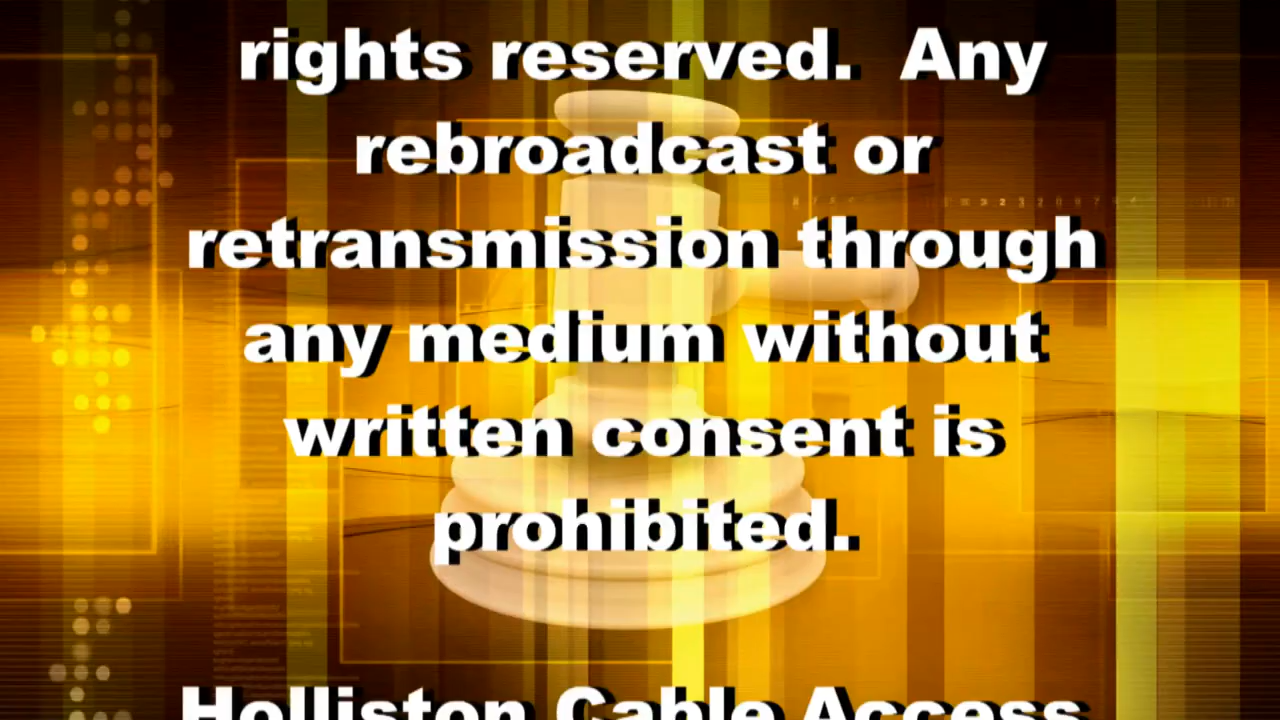 rights reserved.  Any
rebroadcast or
retransmission through
any medium without
written consent is
prohibited.
Holliston Cable Access